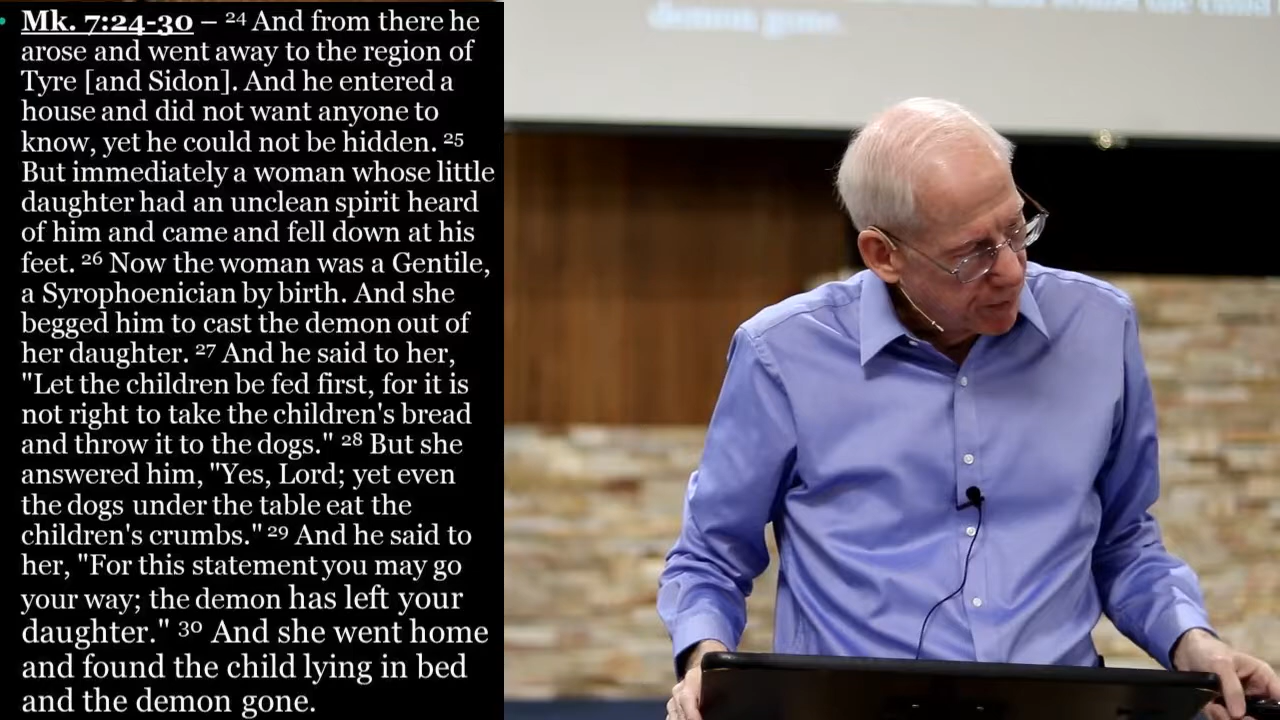 Mk. 7:24-30 – 24 And from there he
arose and went away to the region of
Tyre [and Sidon]. And he entered a
house and did not want anyone to
know, yet he could not be hidden. 25
But immediately a woman whose little
daughter had an unclean spirit heard
of him and came and fell down at his
feet. 26 Now the woman was a Gentile,
a Syrophoenician by birth. And she
begged him to cast the demon out of
her daughter. 27 And he said to her,
"Let the children be fed first, for it is
not right to take the children's bread
and throw it to the dogs." 28 But she
answered him, "Yes, Lord; yet even
the dogs under the table eat the
children's crumbs." 29 And he said to
her, "For this statement you may go
your way; the demon has left your
daughter." 30 And she went home
and found the child lying in bed
and the demon gone.
demon gone.